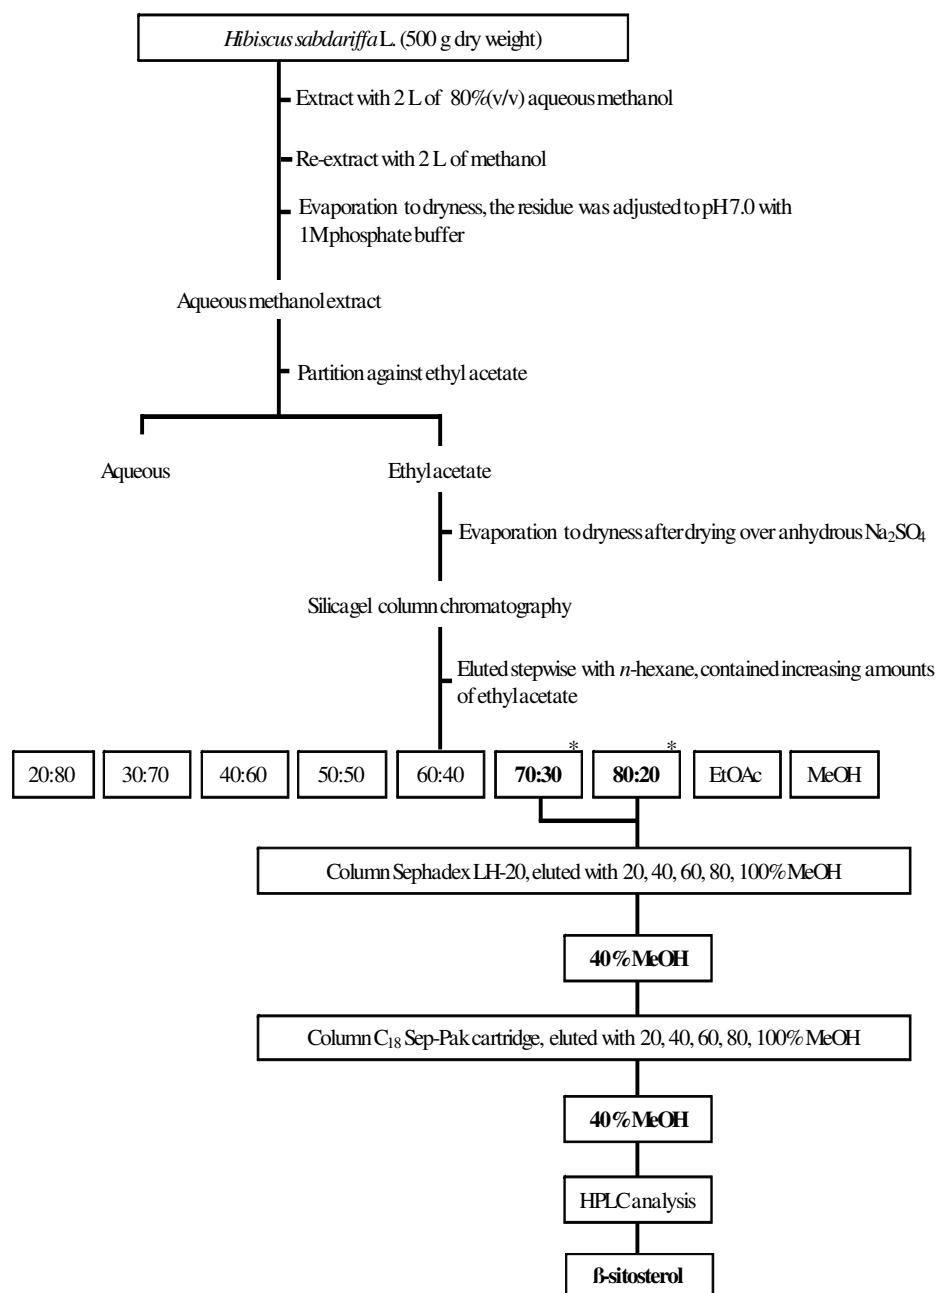 Hibiscus sabdariffa L. (500 g dry weight)
Extract with 2 L of 80%(v/v) aqueous methanol
Re-extract with 2 L of methanol
Evaporation to dryness, the residue was adjusted to pH 7.0 with
1M phosphate buffer
Aqueous methanol extract
Partition against ethyl acetate
Aqueous
Ethyl acetate
Evaporation to dryness after drying over anhydrous Na₂SO₄
Silica gel column chromatography
Eluted stepwise with n-hexane, contained increasing amounts
of ethyl acetate
20:80
30:70
40:60
50:50
60:40
70:30 *
80:20 *
EtOAc
MeOH
Column Sephadex LH-20, eluted with 20, 40, 60, 80, 100% MeOH
40% MeOH
Column C₁₈ Sep-Pak cartridge, eluted with 20, 40, 60, 80, 100% MeOH
40% MeOH
HPLC analysis
ß-sitosterol